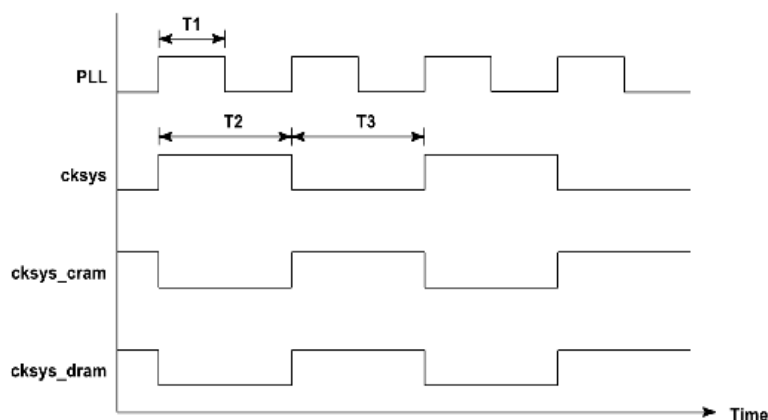 T1
PLL
T2 T3
cksys
cksys_cram
cksys_dram
Time